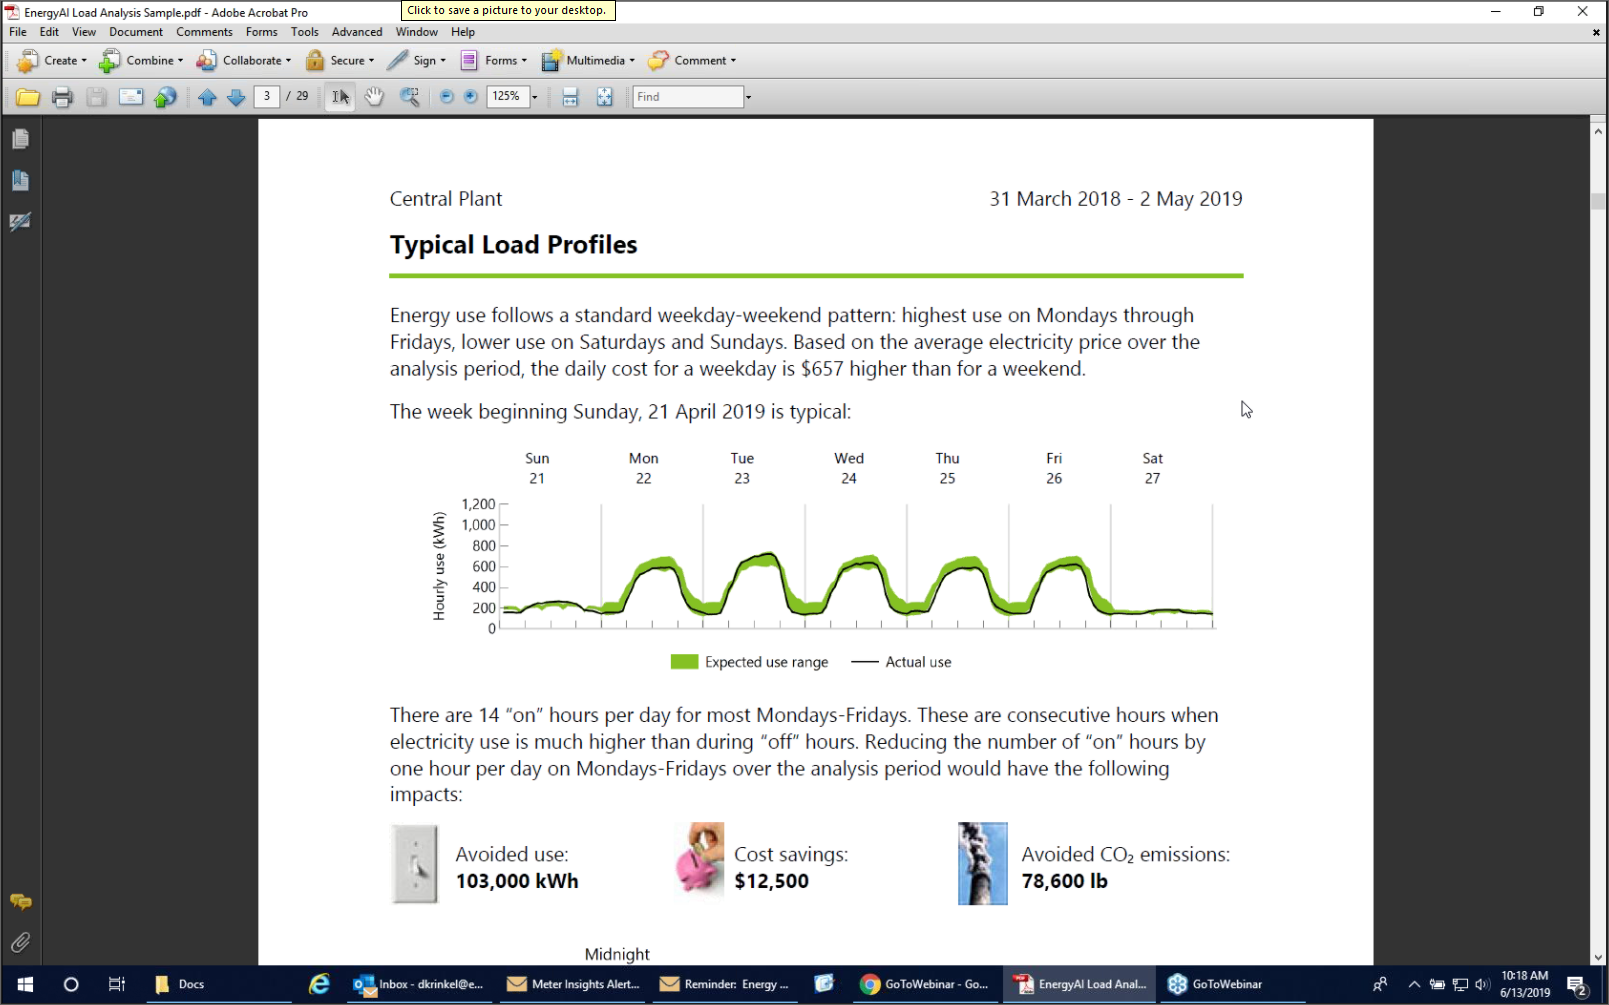 EnergyAI Load Analysis Sample.pdf - Adobe Acrobat Pro
Click to save a picture to your desktop.
File Edit View Document Comments Forms Tools Advanced Window Help
Create Combine Collaborate Secure Sign Forms Multimedia Comment
3 / 29 125% Find
Central Plant 31 March 2018 - 2 May 2019
Typical Load Profiles
Energy use follows a standard weekday-weekend pattern: highest use on Mondays through
Fridays, lower use on Saturdays and Sundays. Based on the average electricity price over the
analysis period, the daily cost for a weekday is $657 higher than for a weekend.
The week beginning Sunday, 21 April 2019 is typical:
Sun Mon Tue Wed Thu Fri Sat
21 22 23 24 25 26 27
Hourly use (kWh)
1,200
1,000
800
600
400
200
0
Expected use range Actual use
There are 14 “on” hours per day for most Mondays-Fridays. These are consecutive hours when
electricity use is much higher than during “off” hours. Reducing the number of “on” hours by
one hour per day on Mondays-Fridays over the analysis period would have the following
impacts:
Avoided use: Cost savings: Avoided CO₂ emissions:
103,000 kWh $12,500 78,600 lb
Midnight
Docs Inbox - dkrinkel@e... Meter Insights Alert... Reminder: Energy ... GoToWebinar - Go... EnergyAI Load Anal... GoToWebinar
10:18 AM
6/13/2019
2